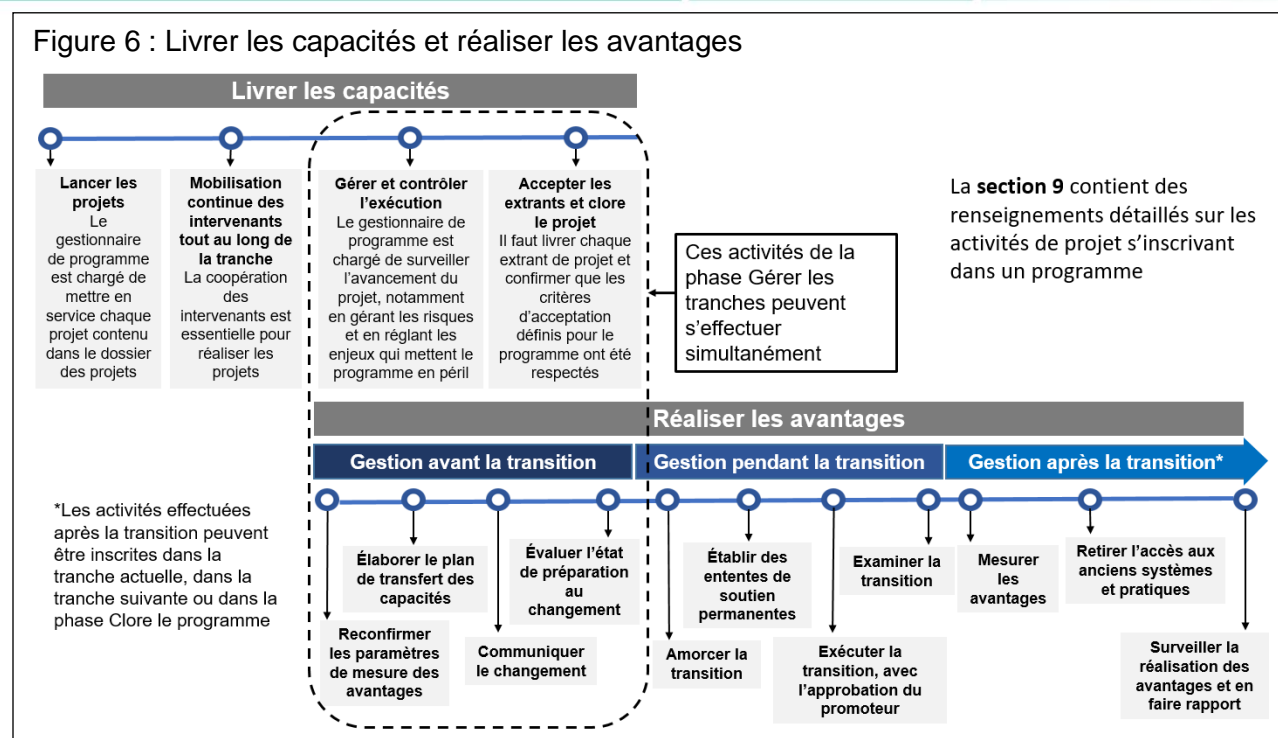 Figure 6 : Livrer les capacités et réaliser les avantages
Livrer les capacités
Lancer les
projets
Le
gestionnaire
de programme
est chargé de
mettre en
service chaque
projet contenu
dans le dossier
des projets
Mobilisation
continue des
intervenants
tout au long de
la tranche
La coopération
des
intervenants est
essentielle pour
réaliser les
projets
Gérer et contrôler
l’exécution
Le gestionnaire de
programme est
chargé de surveiller
l’avancement du
projet, notamment
en gérant les risques
et en réglant les
enjeux qui mettent le
programme en péril
Accepter les
extrants et clore
le projet
Il faut livrer chaque
extrant de projet et
confirmer que les
critères
d’acceptation
définis pour le
programme ont été
respectés
Ces activités de la
phase Gérer les
tranches peuvent
s’effectuer
simultanément
La section 9 contient des
renseignements détaillés sur les
activités de projet s’inscrivant
dans un programme
Réaliser les avantages
Gestion avant la transition
Gestion pendant la transition
Gestion après la transition*
*Les activités effectuées
après la transition peuvent
être inscrites dans la
tranche actuelle, dans la
tranche suivante ou dans la
phase Clore le programme
Reconfirmer
les paramètres
de mesure des
avantages
Élaborer le plan
de transfert des
capacités
Communiquer
le changement
Évaluer l’état
de préparation
au
changement
Amorcer la
transition
Établir des
ententes de
soutien
permanentes
Exécuter la
transition, avec
l’approbation du
promoteur
Examiner la
transition
Mesurer
les
avantages
Retirer l’accès aux
anciens systèmes
et pratiques
Surveiller la
réalisation des
avantages et en
faire rapport